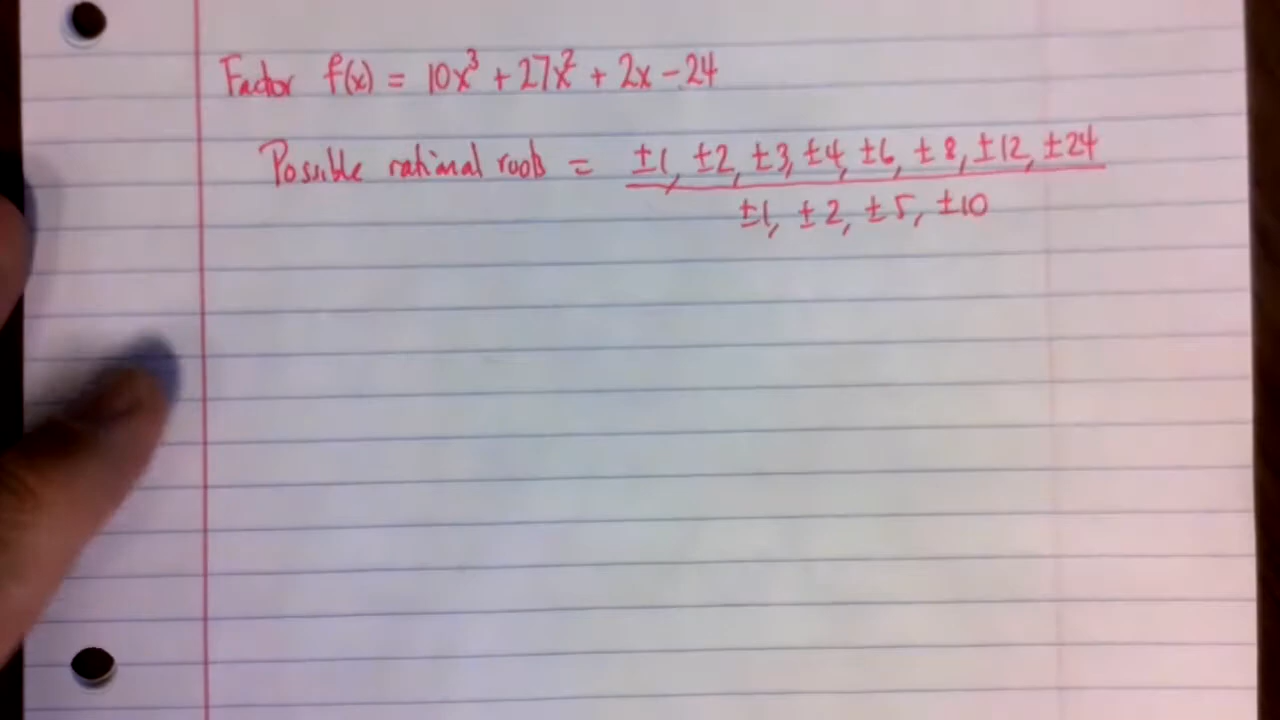 Factor f(x) = 10x³ + 27x² + 2x - 24
Possible rational roots = ±1, ±2, ±3, ±4, ±6, ±8, ±12, ±24
±1, ±2, ±5, ±10